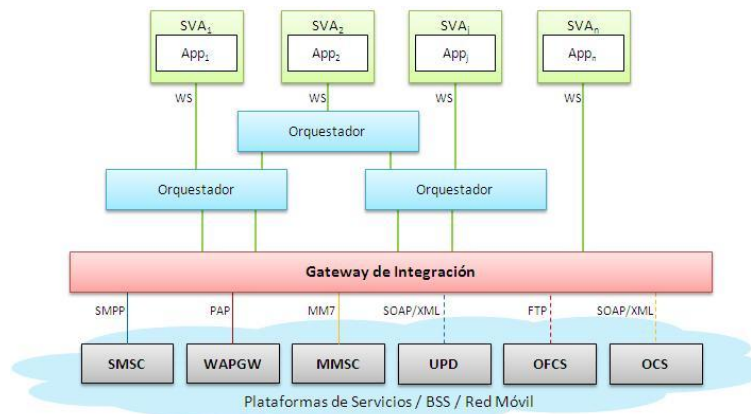 SVA₁
SVA₂
SVAⱼ
SVAₙ
App₁
App₂
Appⱼ
Appₙ
WS
WS
WS
WS
Orquestador
Orquestador
Orquestador
Gateway de Integración
SMPP
PAP
MM7
SOAP/XML
FTP
SOAP/XML
SMSC
WAPGW
MMSC
UPD
OFCS
OCS
Plataformas de Servicios / BSS / Red Móvil